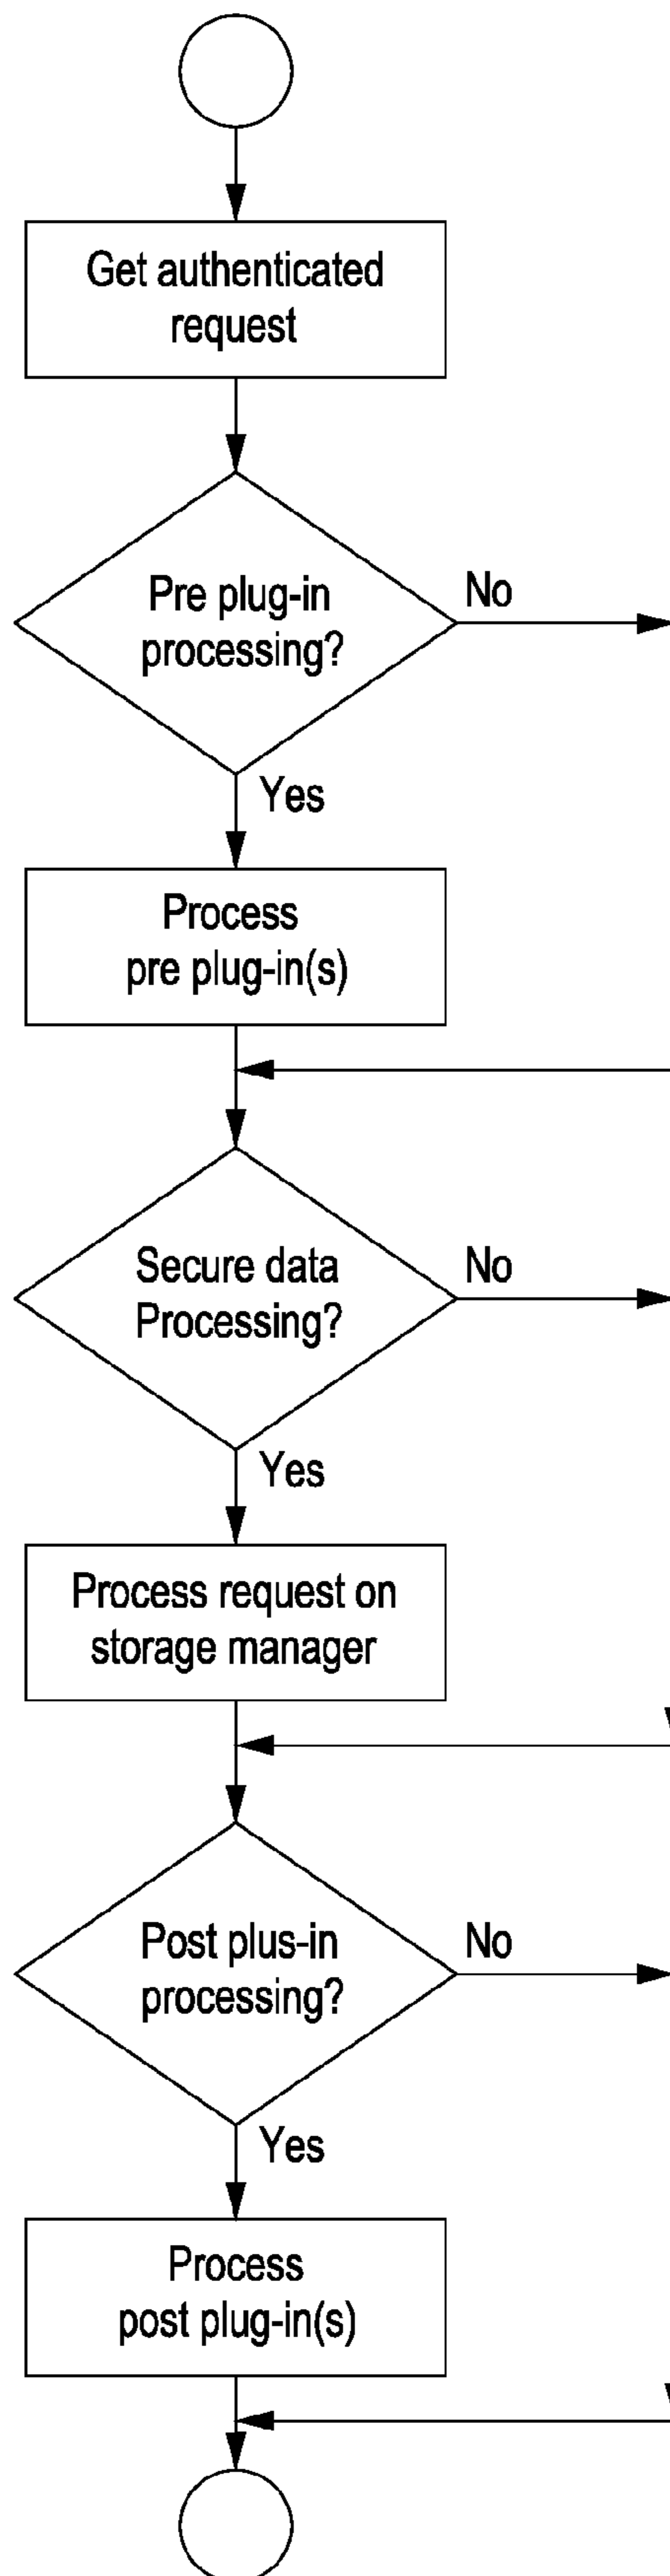 Get authenticated
request
Pre plug-in
processing?
No
Yes
Process
pre plug-in(s)
Secure data
Processing?
No
Yes
Process request on
storage manager
Post plus-in
processing?
No
Yes
Process
post plug-in(s)